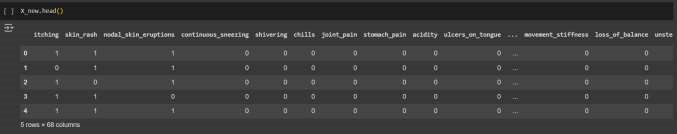 [ ] X_new.head()
itching skin_rash nodal_skin_eruptions continuous_sneezing shivering chills joint_pain stomach_pain acidity ulcers_on_tongue ... movement_stiffness loss_of_balance unste
0 1 1 1 0 0 0 0 0 0 0 ... 0 0
1 0 1 1 0 0 0 0 0 0 0 ... 0 0
2 1 0 1 0 0 0 0 0 0 0 ... 0 0
3 1 1 0 0 0 0 0 0 0 0 ... 0 0
4 1 1 1 0 0 0 0 0 0 0 ... 0 0
5 rows × 68 columns